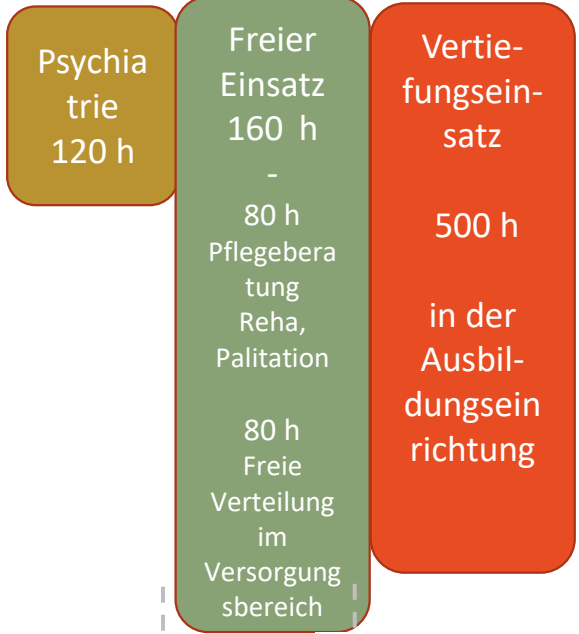 Psychia
trie
120 h
Freier
Einsatz
160 h
-
80 h
Pflegebera
tung
Reha,
Palitation
80 h
Freie
Verteilung
im
Versorgung
sbereich
Vertie-
fungsein-
satz
500 h
in der
Ausbil-
dungsein
richtung